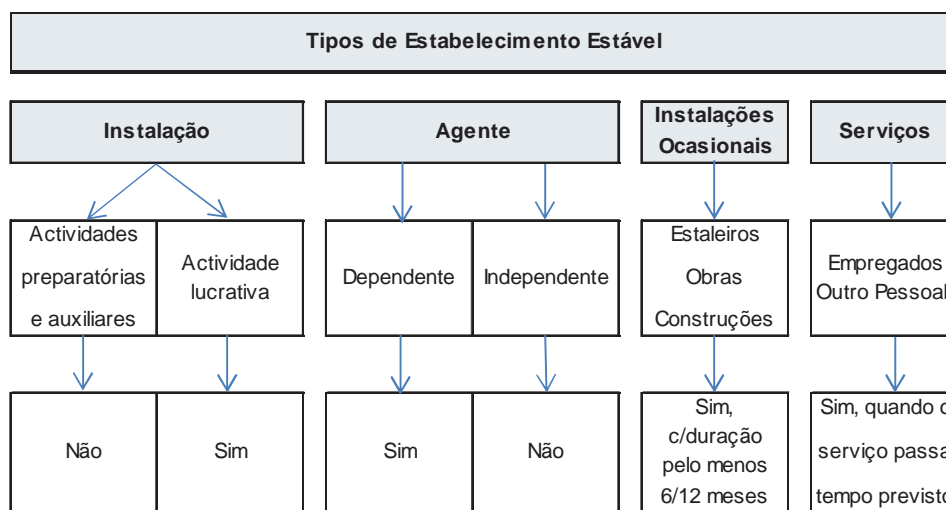 Tipos de Estabelecimento Estável
Instalação
Agente
Instalações
Ocasionais
Serviços
Actividades
preparatórias
e auxiliares
Actividade
lucrativa
Dependente
Independente
Estaleiros
Obras
Construções
Empregados
Outro Pessoal
Não
Sim
Sim
Não
Sim,
c/duração
pelo menos
6/12 meses
Sim, quando
serviço passa
tempo previsto